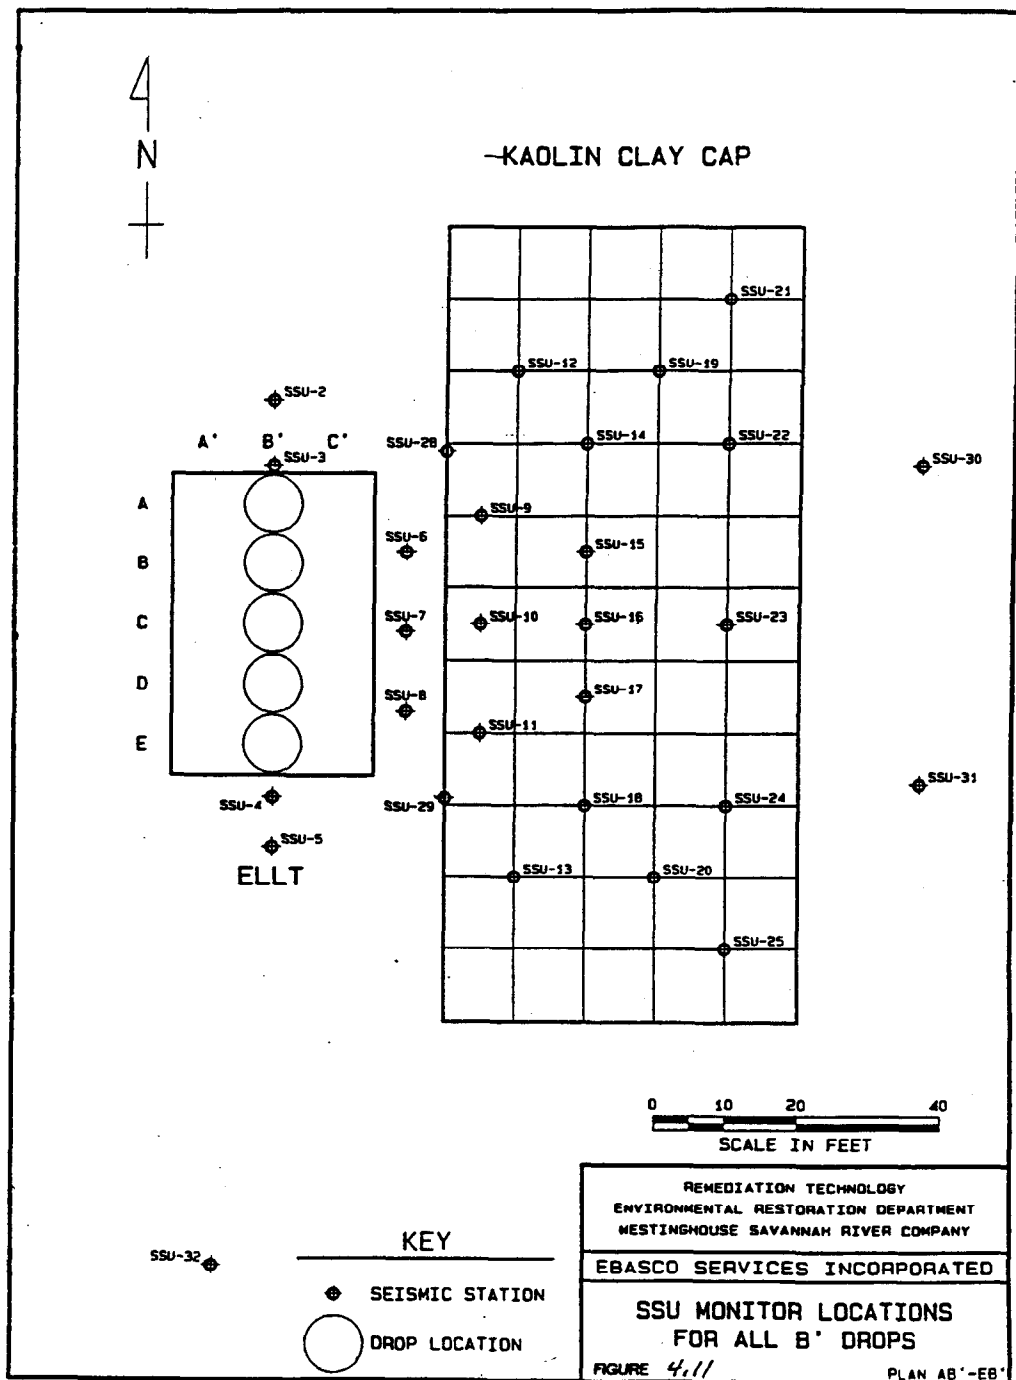 N
KAOLIN CLAY CAP
SSU-21
SSU-12
SSU-19
SSU-2
A' B' C'
SSU-28
SSU-14
SSU-22
SSU-3
SSU-30
A
SSU-9
SSU-6
SSU-15
B
C
SSU-7
SSU-10
SSU-16
SSU-23
D
SSU-8
SSU-17
SSU-11
E
SSU-4
SSU-29
SSU-18
SSU-24
SSU-31
SSU-5
ELLT
SSU-13
SSU-20
SSU-25
0 10 20 40
SCALE IN FEET
REMEDIATION TECHNOLOGY
ENVIRONMENTAL RESTORATION DEPARTMENT
WESTINGHOUSE SAVANNAH RIVER COMPANY
SSU-32
KEY
EBASCO SERVICES INCORPORATED
SEISMIC STATION
DROP LOCATION
SSU MONITOR LOCATIONS
FOR ALL B' DROPS
FIGURE 4.11
PLAN AB'-EB'